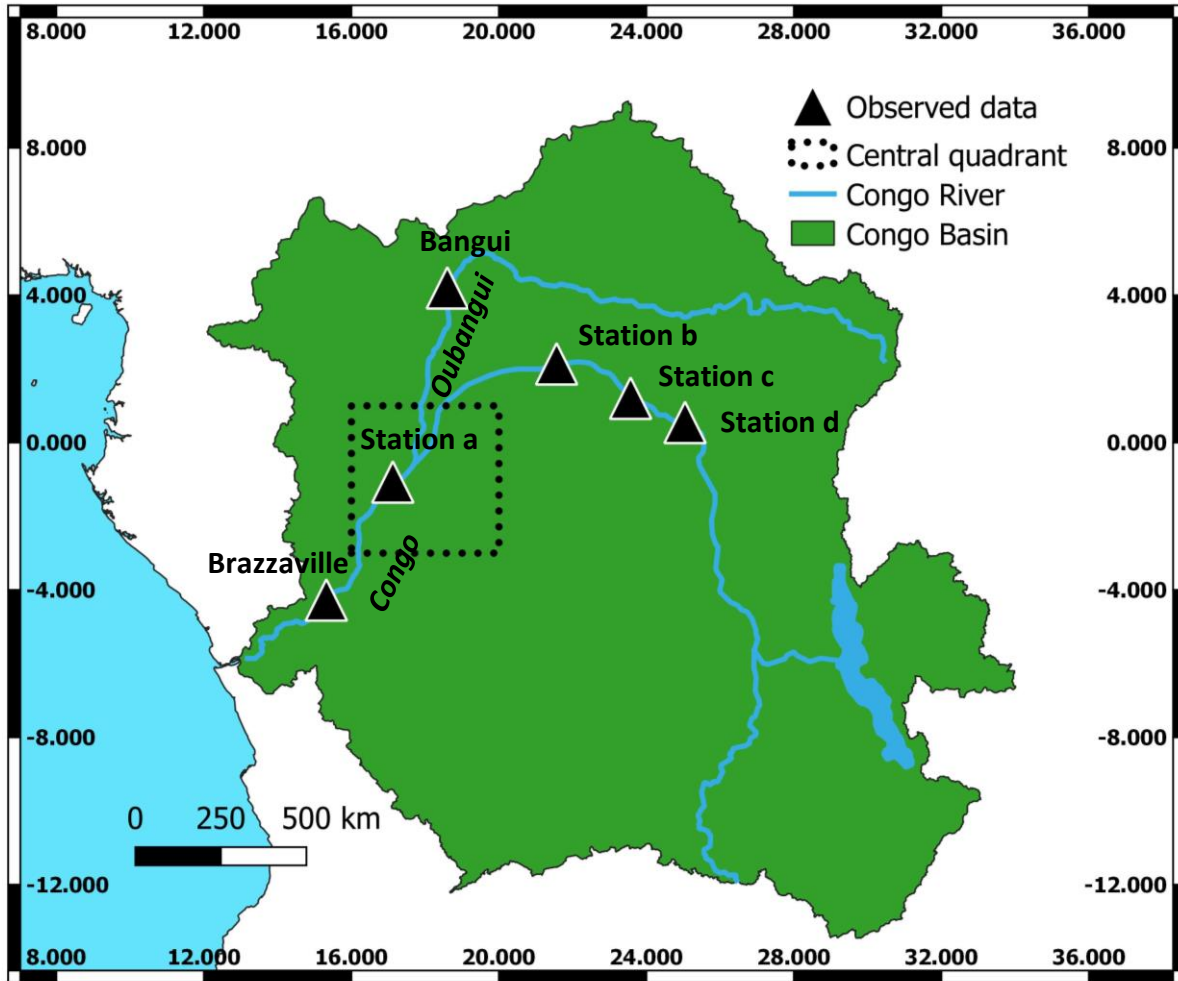 8.000 12.000 16.000 20.000 24.000 28.000 32.000 36.000
Observed data
Central quadrant
Congo River
Congo Basin
8.000 8.000
Bangui
4.000 4.000
Oubangui
Station b
Station c
Station d
0.000 0.000
Station a
Brazzaville
Congo
-4.000 -4.000
-8.000 -8.000
0 250 500 km
-12.000 -12.000
8.000 12.000 16.000 20.000 24.000 28.000 32.000 36.000